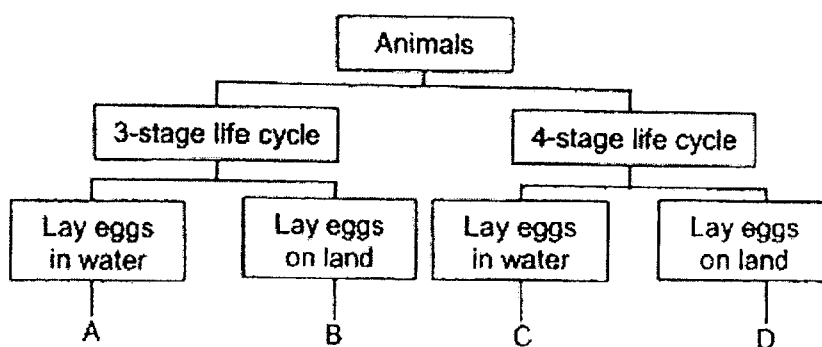 Animals
3-stage life cycle
4-stage life cycle
Lay eggs
in water
Lay eggs
on land
Lay eggs
in water
Lay eggs
on land
A
B
C
D